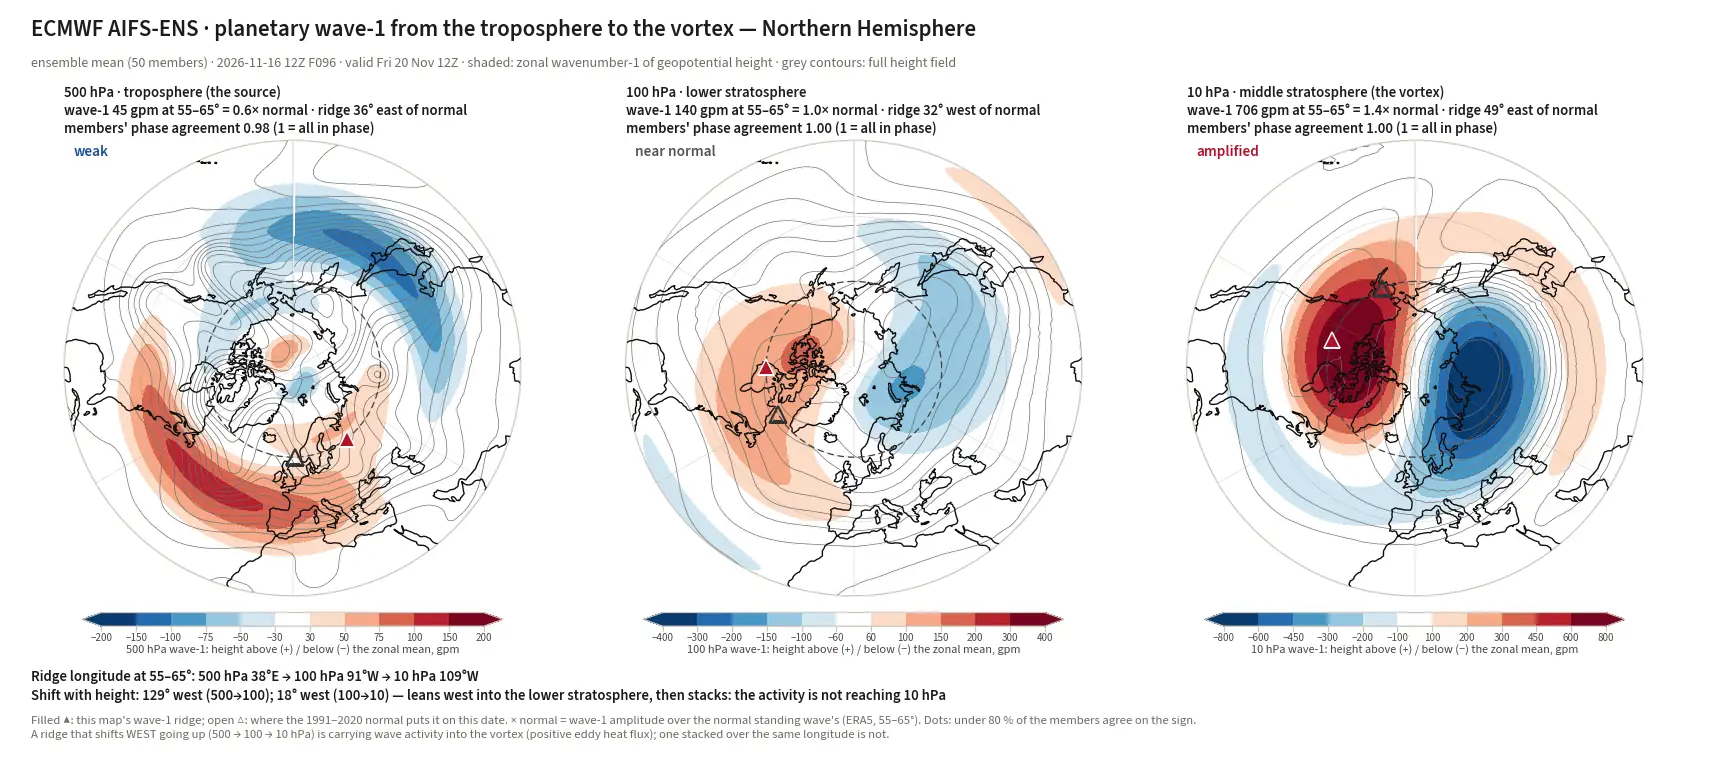 ECMWF AIFS-ENS · planetary wave-1 from the troposphere to the vortex — Northern Hemisphere
ensemble mean (50 members) · 2026-11-16 12Z F096 · valid Fri 20 Nov 12Z · shaded: zonal wavenumber-1 of geopotential height · grey contours: full height field
500 hPa · troposphere (the source)
wave-1 45 gpm at 55–65° = 0.6× normal · ridge 36° east of normal
members' phase agreement 0.98 (1 = all in phase)
weak
100 hPa · lower stratosphere
wave-1 140 gpm at 55–65° = 1.0× normal · ridge 32° west of normal
members' phase agreement 1.00 (1 = all in phase)
near normal
10 hPa · middle stratosphere (the vortex)
wave-1 706 gpm at 55–65° = 1.4× normal · ridge 49° east of normal
members' phase agreement 1.00 (1 = all in phase)
amplified
−200 −150 −100 −75 −50 −30 30 50 75 100 150 200
500 hPa wave-1: height above (+) / below (−) the zonal mean, gpm
−400 −300 −200 −150 −100 −60 60 100 150 200 300 400
100 hPa wave-1: height above (+) / below (−) the zonal mean, gpm
−800 −600 −450 −300 −200 −100 100 200 300 450 600 800
10 hPa wave-1: height above (+) / below (−) the zonal mean, gpm
Ridge longitude at 55–65°: 500 hPa 38°E → 100 hPa 91°W → 10 hPa 109°W
Shift with height: 129° west (500→100); 18° west (100→10) — leans west into the lower stratosphere, then stacks: the activity is not reaching 10 hPa
Filled ▲: this map's wave-1 ridge; open △: where the 1991–2020 normal puts it on this date. × normal = wave-1 amplitude over the normal standing wave's (ERA5, 55–65°). Dots: under 80 % of the members agree on the sign.
A ridge that shifts WEST going up (500 → 100 → 10 hPa) is carrying wave activity into the vortex (positive eddy heat flux); one stacked over the same longitude is not.